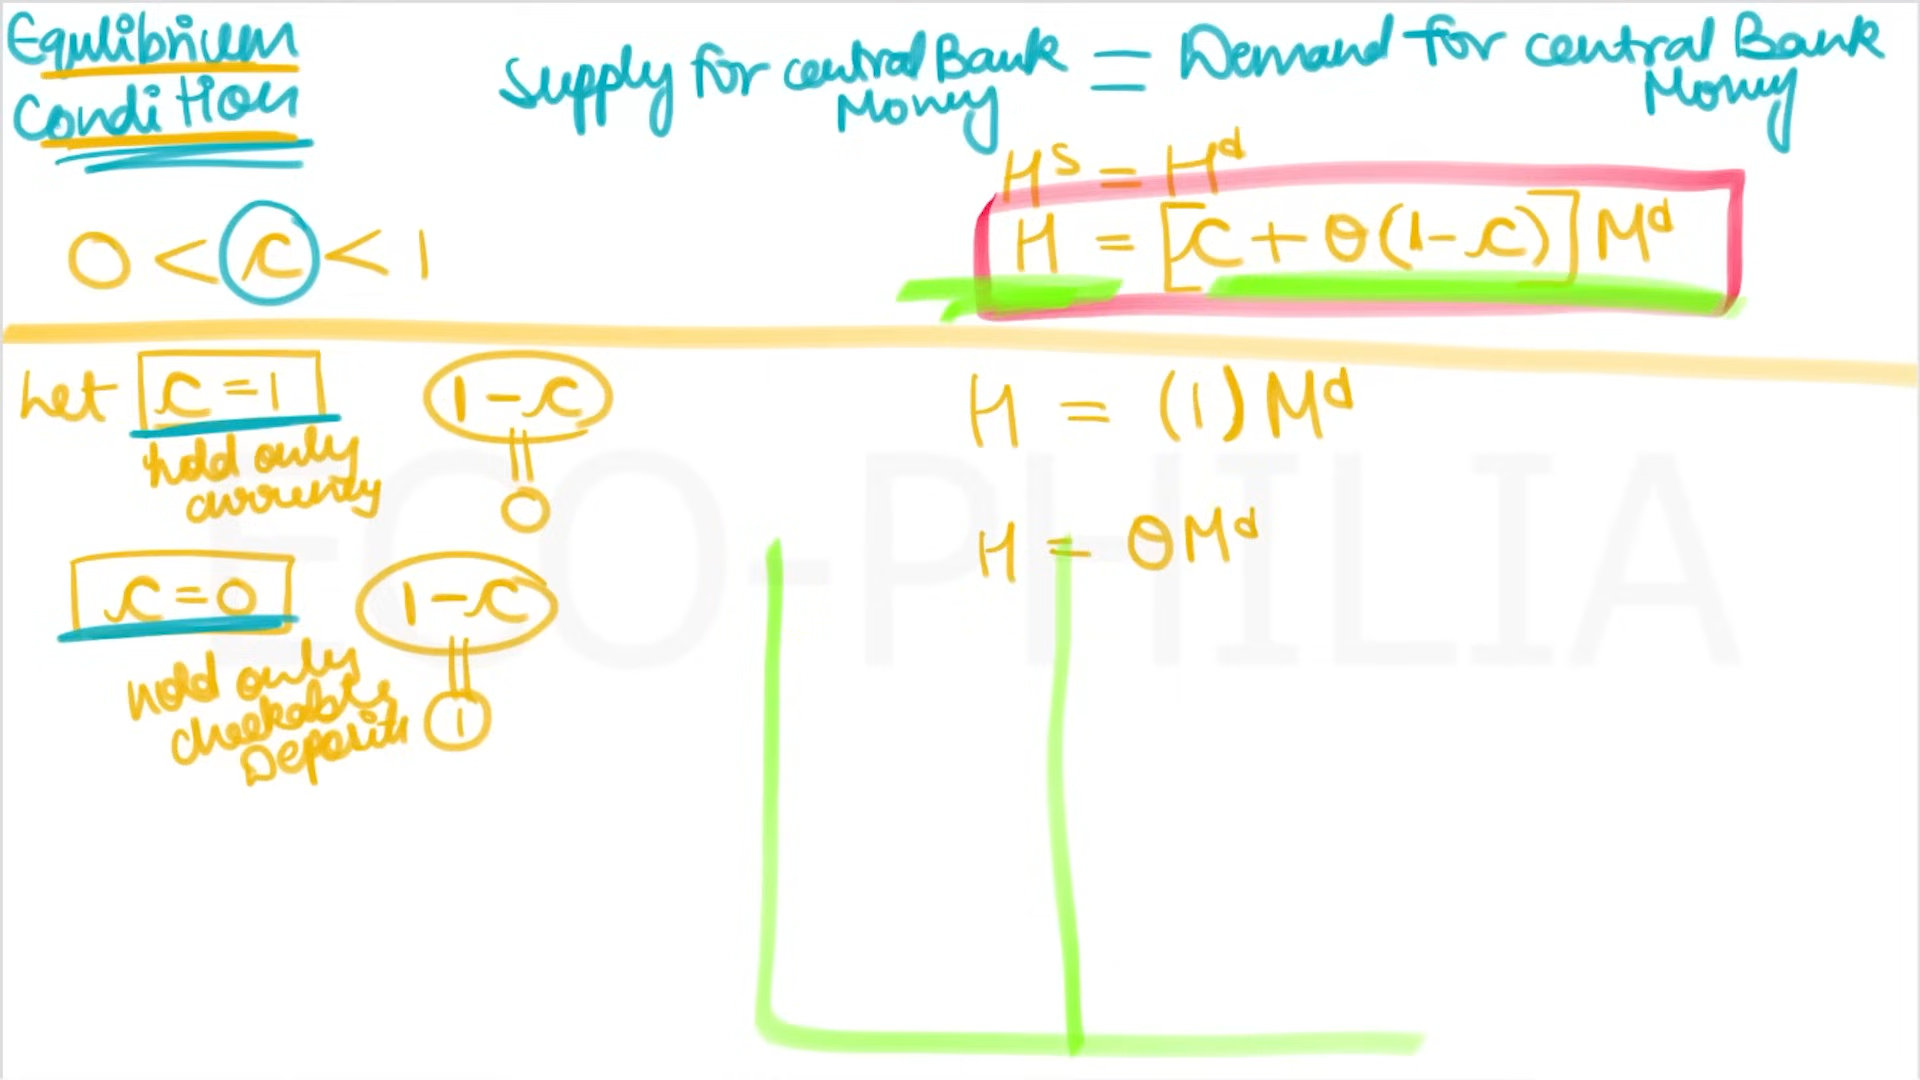 Equlibrium
Condition
Supply for central Bank Money = Demand for central Bank Money
H^s = H^d
0 < c < 1
H = [c + θ(1-c)] M^d
Let c = 1
1 - c
H = (1) M^d
hold only
currency
||
0
H = θM^d
c = 0
1 - c
hold only
checkable
Deposits
||
1
ECO-PHILIA